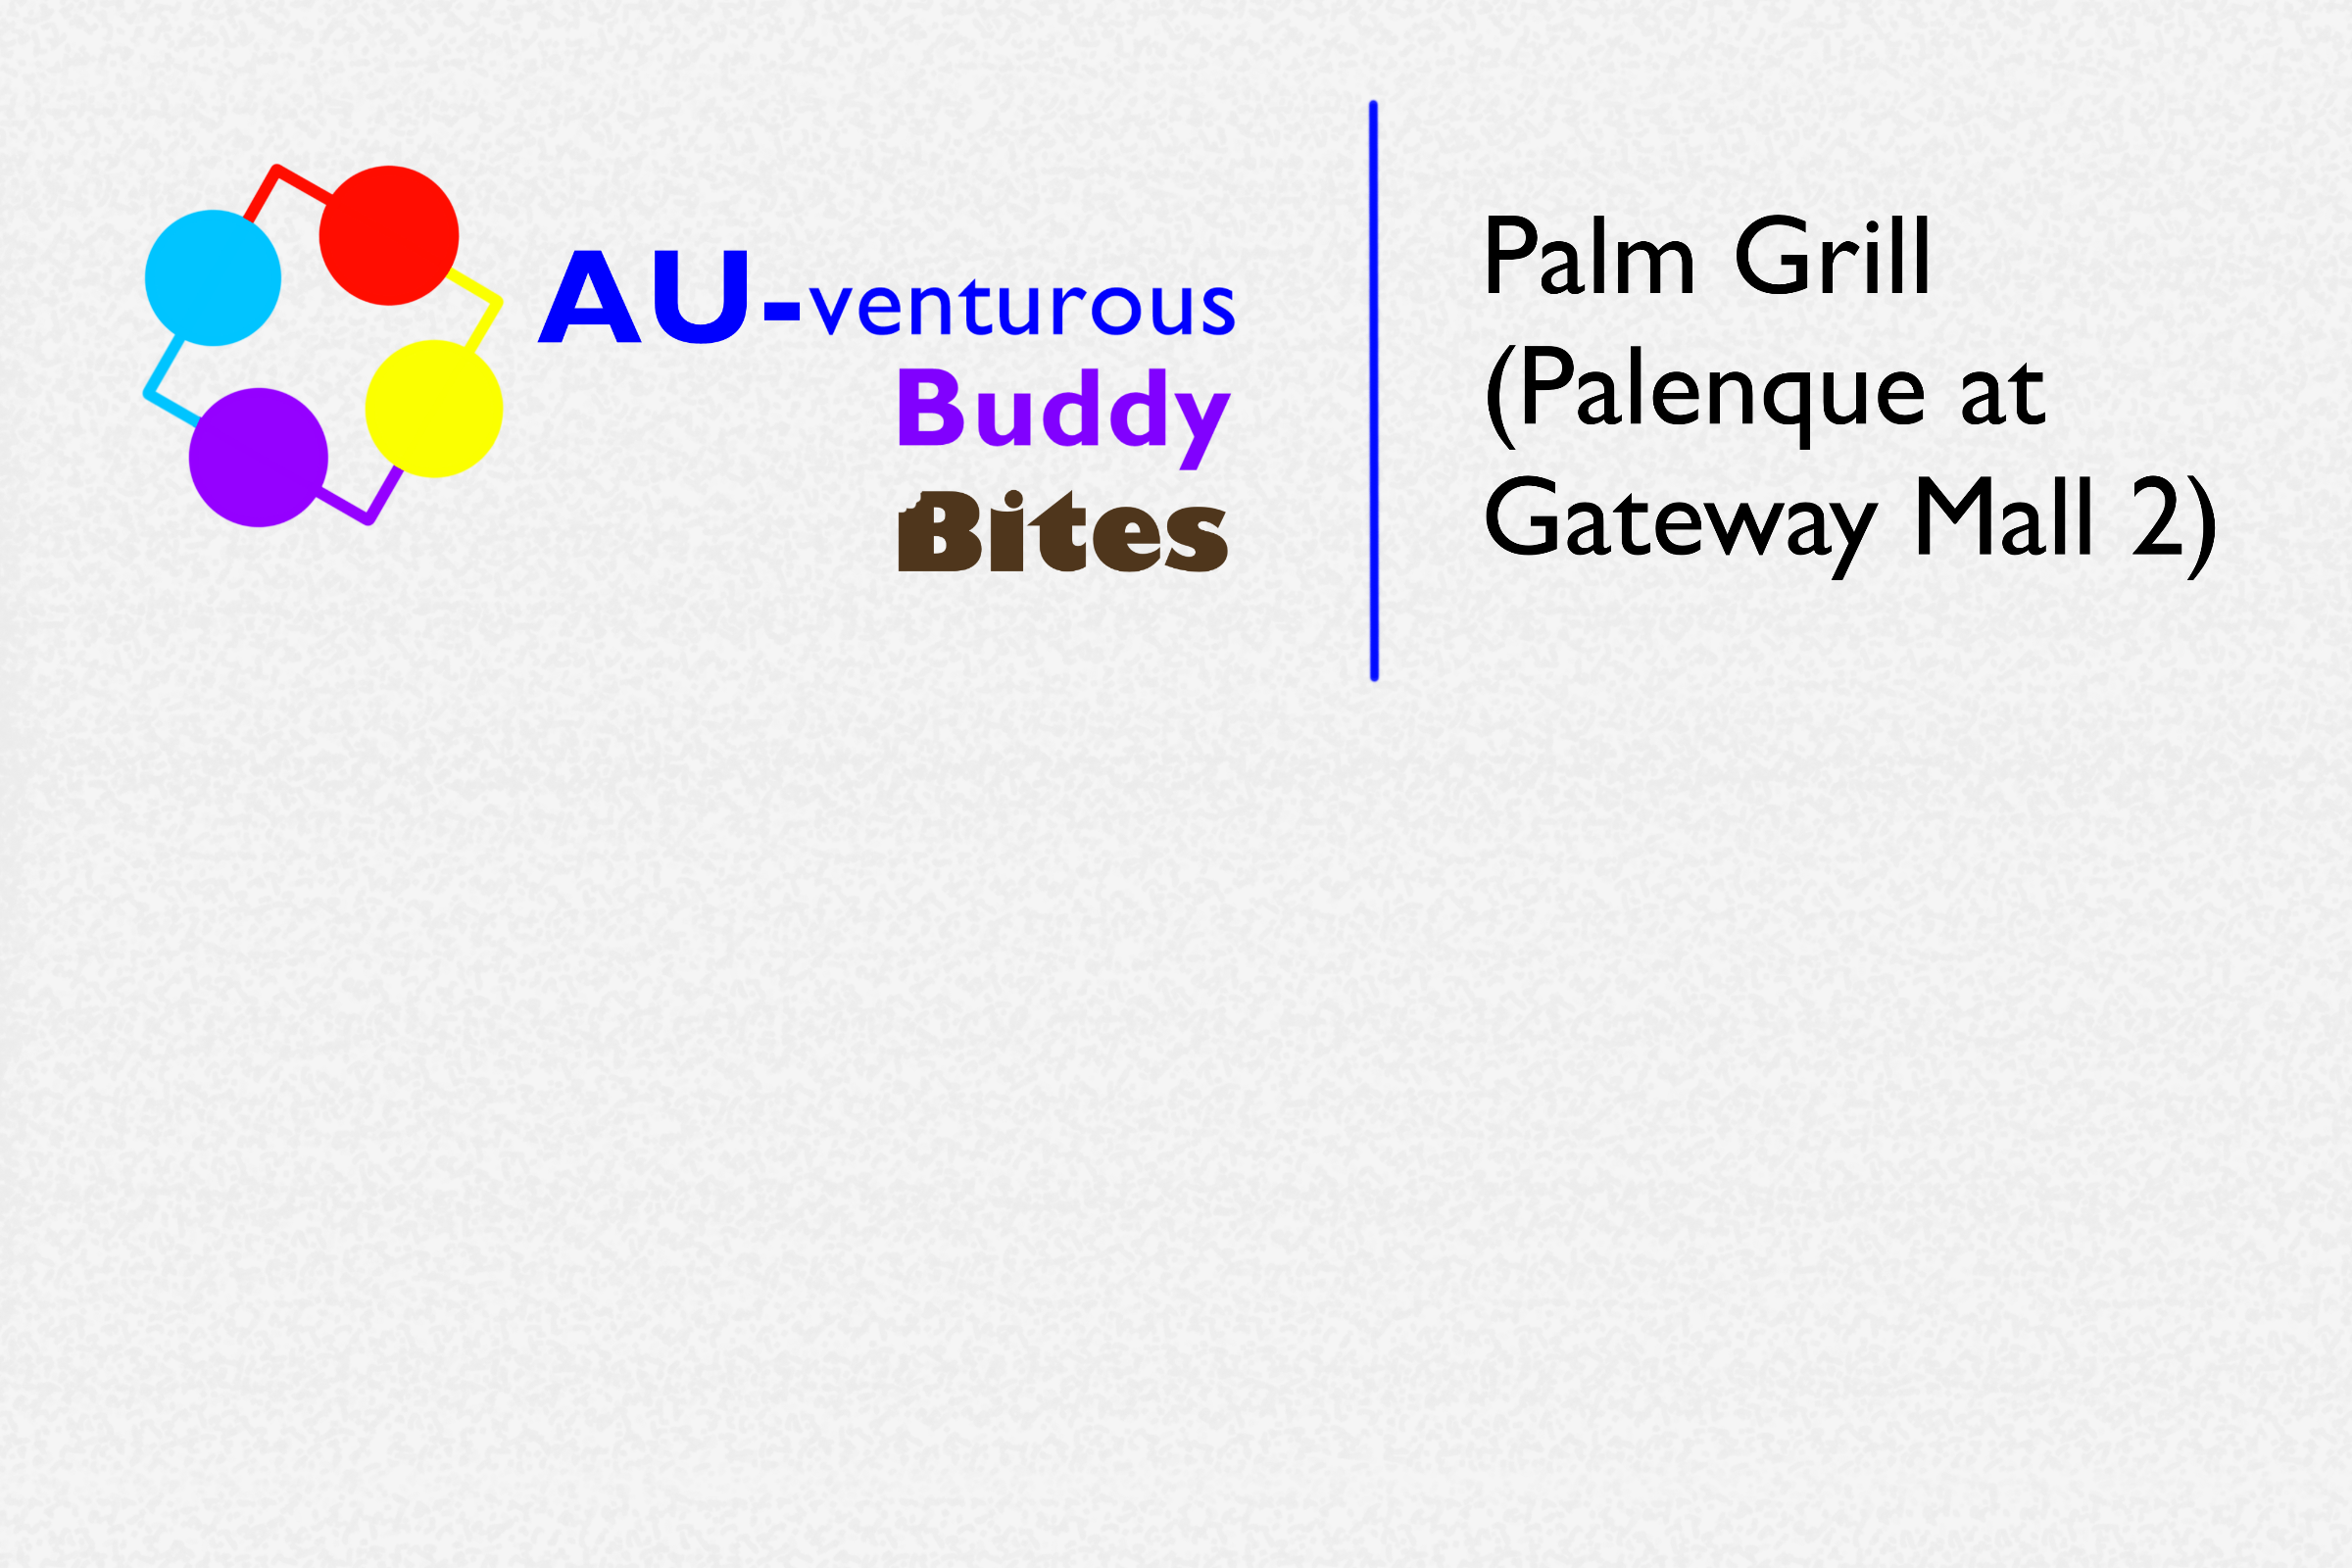 AU-venturous
Buddy
Bites
Palm Grill
(Palenque at
Gateway Mall 2)